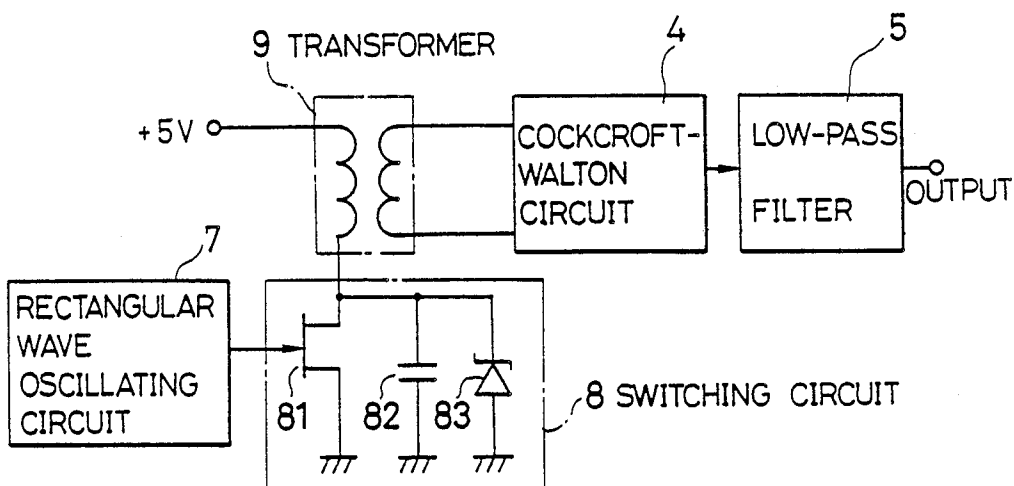 9 TRANSFORMER
4
5
+5V
COCKCROFT-
WALTON
CIRCUIT
LOW-PASS
FILTER
OUTPUT
7
RECTANGULAR
WAVE
OSCILLATING
CIRCUIT
81
82
83
8 SWITCHING CIRCUIT